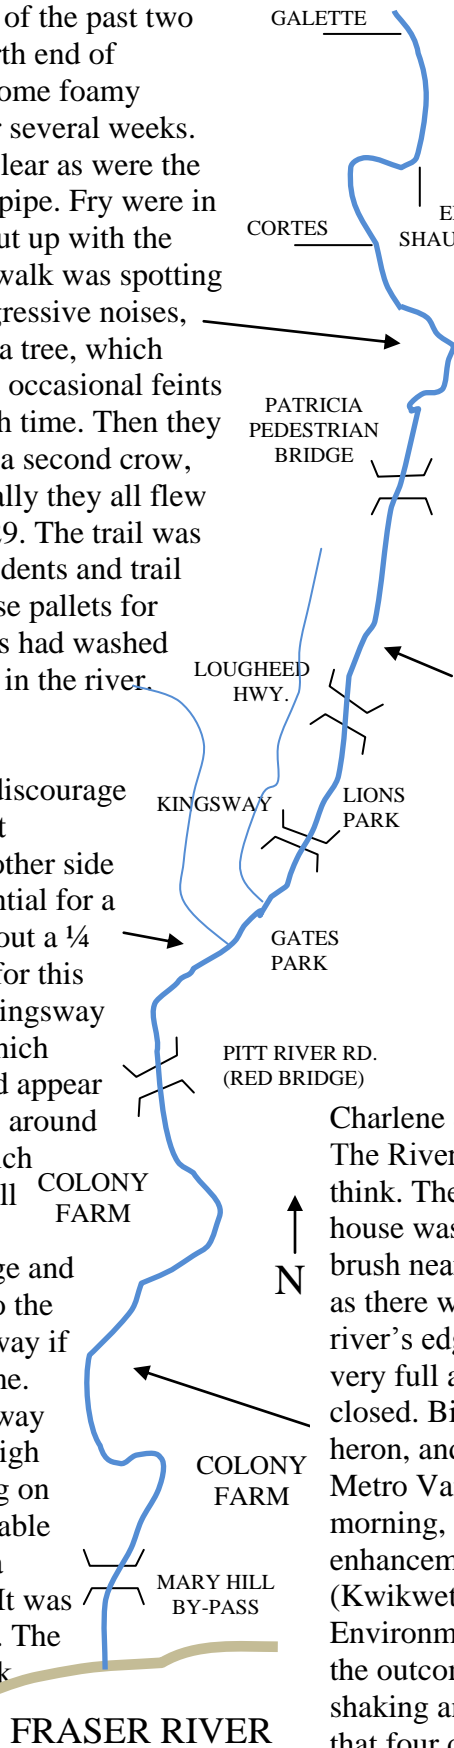 of the past two
rth end of
ome foamy
r several weeks.
lear as were the
pipe. Fry were in
ut up with the
walk was spotting
gressive noises,
a tree, which
occasional feints
h time. Then they
a second crow,
ally they all flew
29. The trail was
dents and trail
se pallets for
s had washed
in the river.
discourage
t
other side
ntial for a
out a ¼
for this
ingsway
hich
d appear
around
ich
ll
ge and
o the
way if
ne.
way
igh
g on
able
a
It was
. The
k
GALETTE
E
SHAU
CORTES
PATRICIA
PEDESTRIAN
BRIDGE
LOUGHEED
HWY.
KINGSWAY
LIONS
PARK
GATES
PARK
PITT RIVER RD.
(RED BRIDGE)
COLONY
FARM
N
COLONY
FARM
MARY HILL
BY-PASS
FRASER RIVER
Charlene
The River
think. The
house was
brush nea
as there w
river's edg
very full a
closed. Bi
heron, and
Metro Va
morning,
enhancem
(Kwikwet
Environm
the outcor
shaking ar
that four c